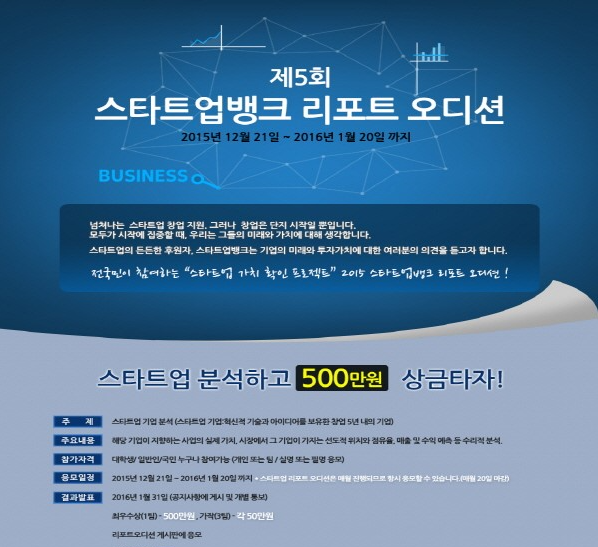 제5회
스타트업뱅크 리포트 오디션
2015년 12월 21일 ~ 2016년 1월 20일 까지
BUSINESS
넘쳐나는 스타트업 창업 지원, 그러나 창업은 단지 시작일 뿐입니다.
모두가 시작에 집중할 때, 우리는 그들의 미래와 가치에 대해 생각합니다.
스타트업의 든든한 후원자, 스타트업뱅크는 기업의 미래와 투자가치에 대한 여러분의 의견을 듣고자 합니다.
전국민이 참여하는 "스타트업 가치 확인 프로젝트" 2015 스타트업뱅크 리포트 오디션 !
스타트업 분석하고 500만원 상금타자!
주 제 스타트업 기업 분석 (스타트업 기업:혁신적 기술과 아이디어를 보유한 창업 5년 내의 기업)
주요내용 해당 기업이 지향하는 사업의 실제 가치, 시장에서 그 기업이 가지는 선도적 위치와 점유율, 매출 및 수익 예측 등 수리적 분석.
참가자격 대학생/ 일반인/국민 누구나 참여가능 (개인 또는 팀 / 실명 또는 필명 응모)
응모일정 2015년 12월 21일 ~ 2016년 1월 20일 까지 * 스타트업 리포트 오디션은 매월 진행되므로 항시 응모할 수 있습니다.(매월 20일 마감)
결과발표 2016년 1월 31일 (공지사항에 게시 및 개별 통보)
최우수상(1팀) - 500만원, 가작(3팀) - 각 50만원
리포트오디션 게시판에 응모